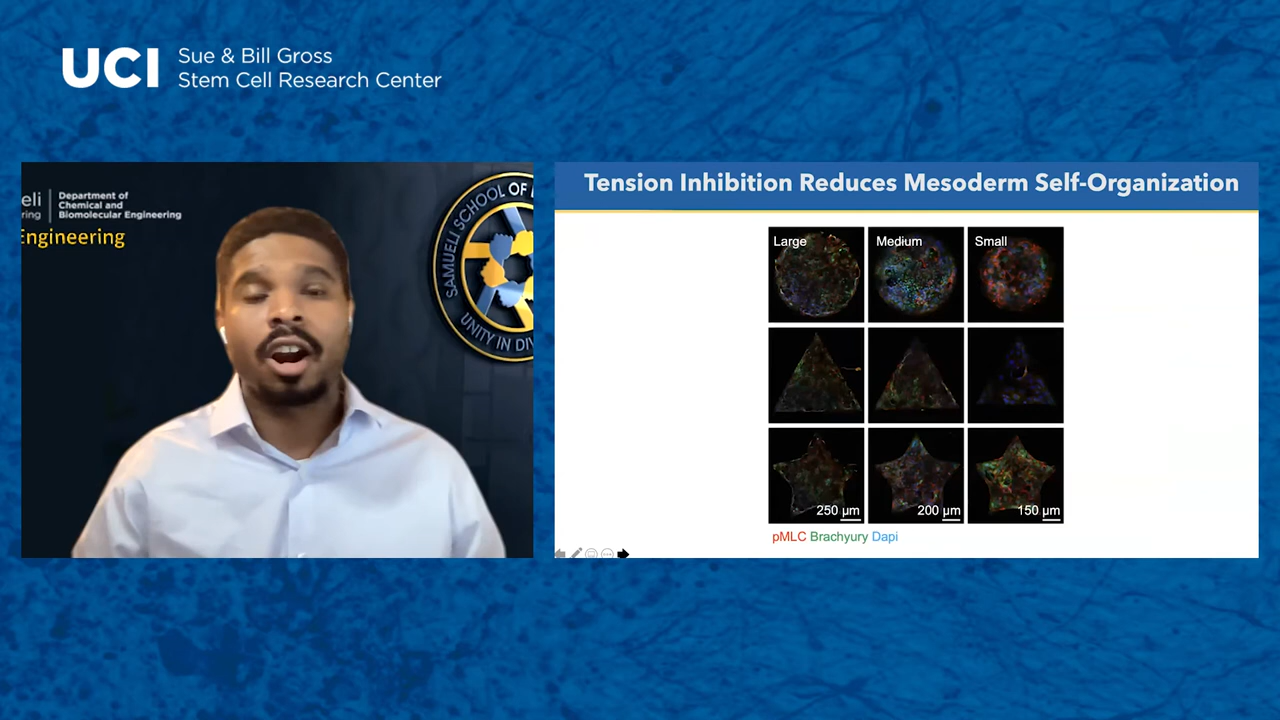 UCI
Sue & Bill Gross
Stem Cell Research Center
eli
ring
Department of
Chemical and
Biomolecular Engineering
Engineering
SAMUELI SCHOOL OF
UNITY IN
Tension Inhibition Reduces Mesoderm Self-Organization
Large
Medium
Small
250 µm
200 µm
150 µm
pMLC Brachyury Dapi